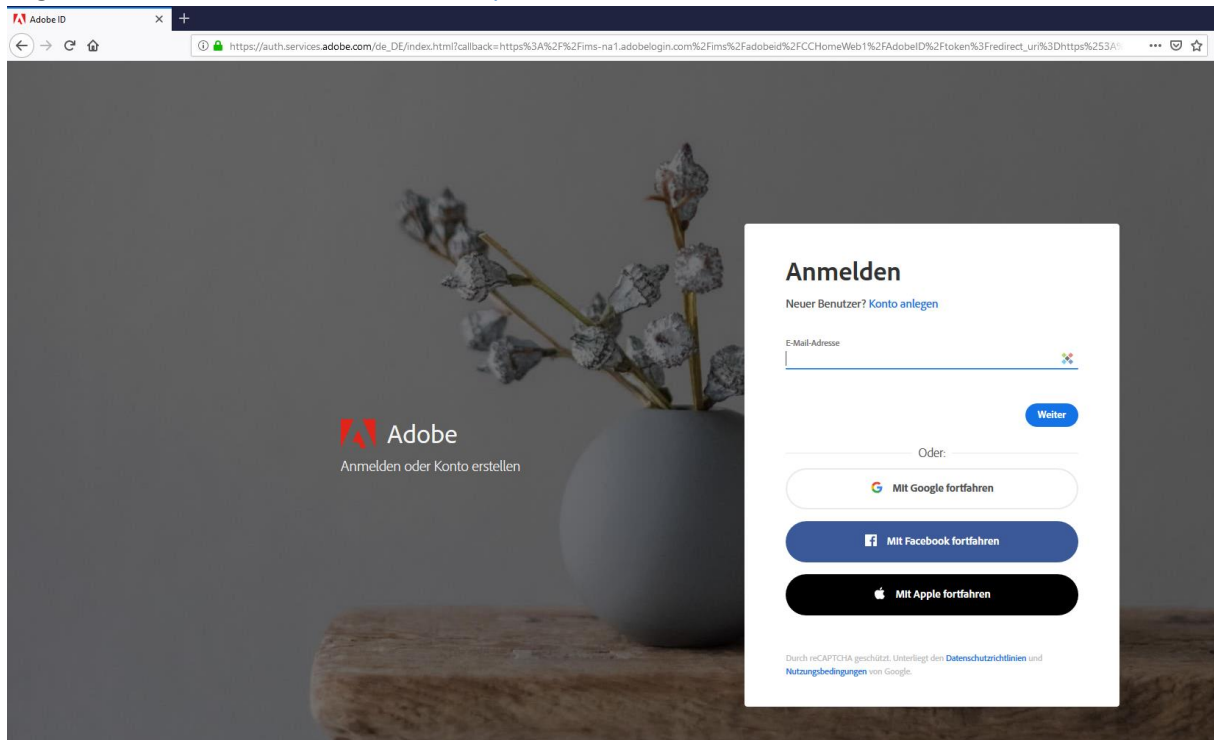 Adobe ID
https://auth.services.adobe.com/de_DE/index.html?callback=https%3A%2F%2Fims-na1.adobelogin.com%2Fims%2Fadobeid%2FCCHomeWeb1%2FAdobeID%2Ftoken%3Fredirect_uri%3Dhttps%253A%
Anmelden
Neuer Benutzer? Konto anlegen
E-Mail-Adresse
Weiter
Adobe
Anmelden oder Konto erstellen
Oder:
Mit Google fortfahren
Mit Facebook fortfahren
Mit Apple fortfahren
Durch reCAPTCHA geschützt. Unterliegt den Datenschutzrichtlinien und
Nutzungsbedingungen von Google.